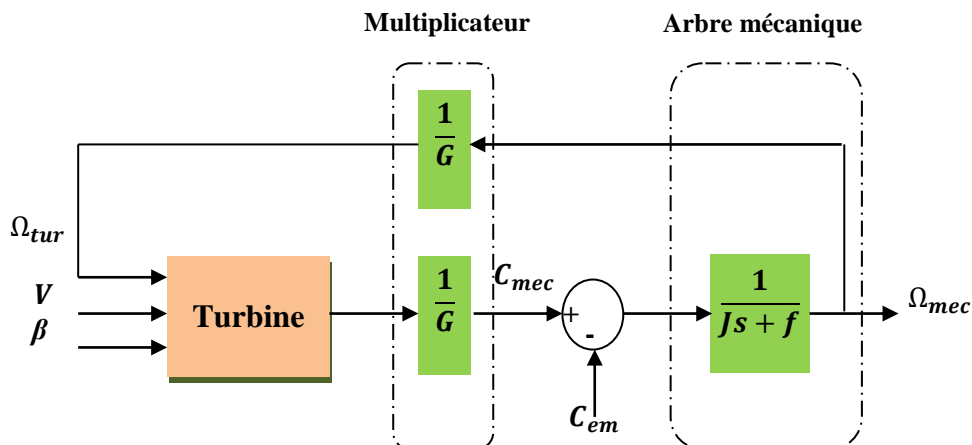 Multiplicateur
Arbre mécanique
1
G
Ω_tur
V
β
Turbine
1
G
C_mec
+
-
C_em
1
Js + f
Ω_mec